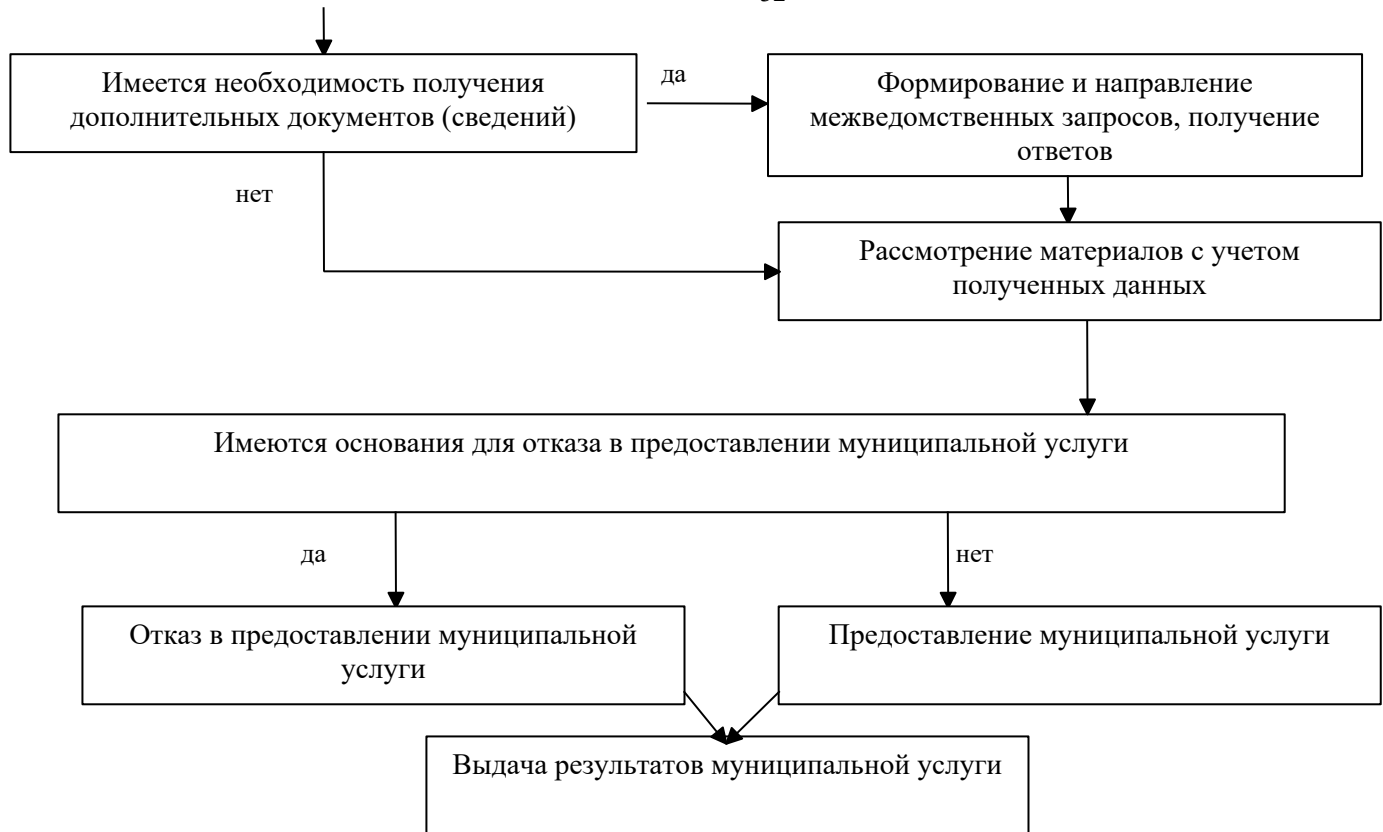 Имеется необходимость получения
дополнительных документов (сведений)
да
Формирование и направление
межведомственных запросов, получение
ответов
нет
Рассмотрение материалов с учетом
полученных данных
Имеются основания для отказа в предоставлении муниципальной услуги
да
нет
Отказ в предоставлении муниципальной
услуги
Предоставление муниципальной услуги
Выдача результатов муниципальной услуги